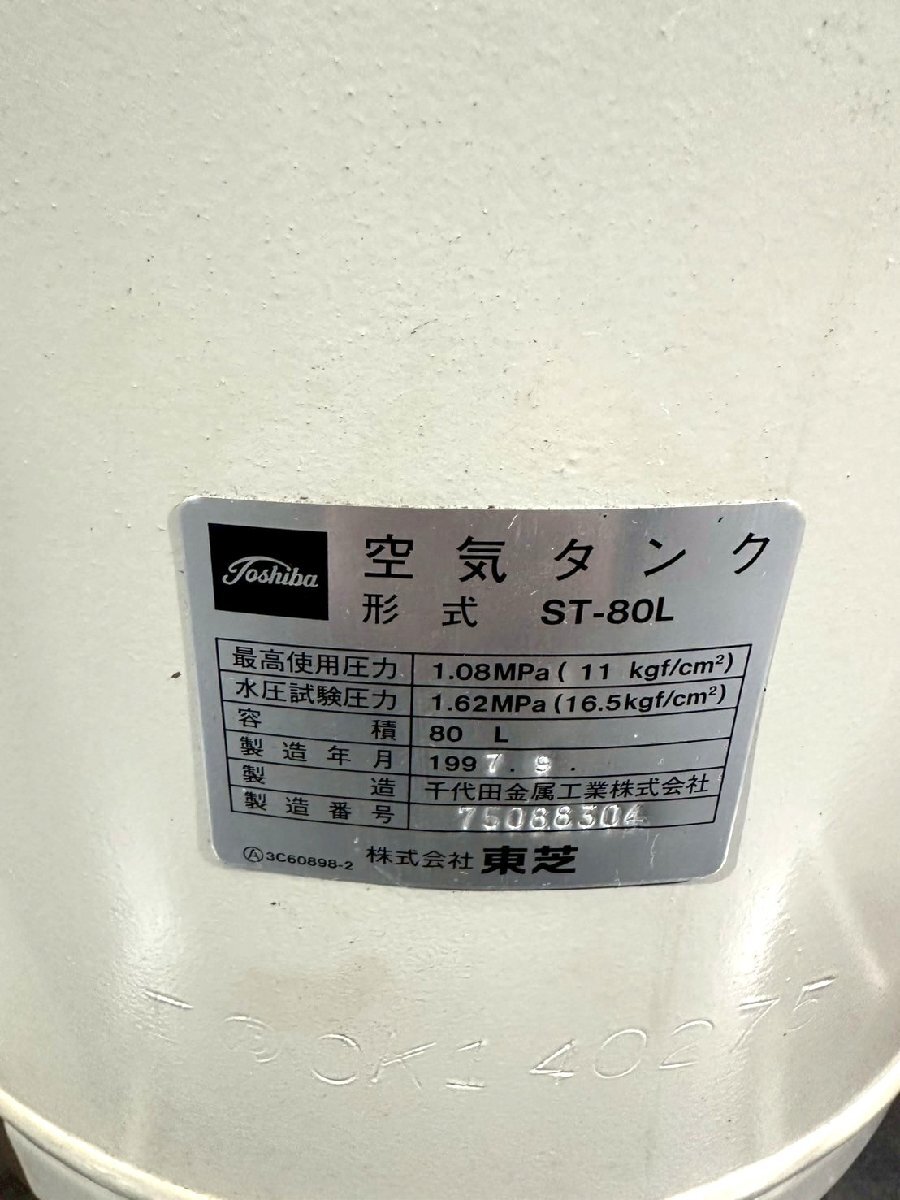 Toshiba
空気タンク
形式 ST-80L
最高使用圧力 1.08MPa ( 11 kgf/cm²)
水圧試験圧力 1.62MPa (16.5kgf/cm²)
容積 80 L
製造年月 1997.9.
製造 千代田金属工業株式会社
製造番号 75088304
Ⓐ3C60898-2 株式会社 東芝
OK140275